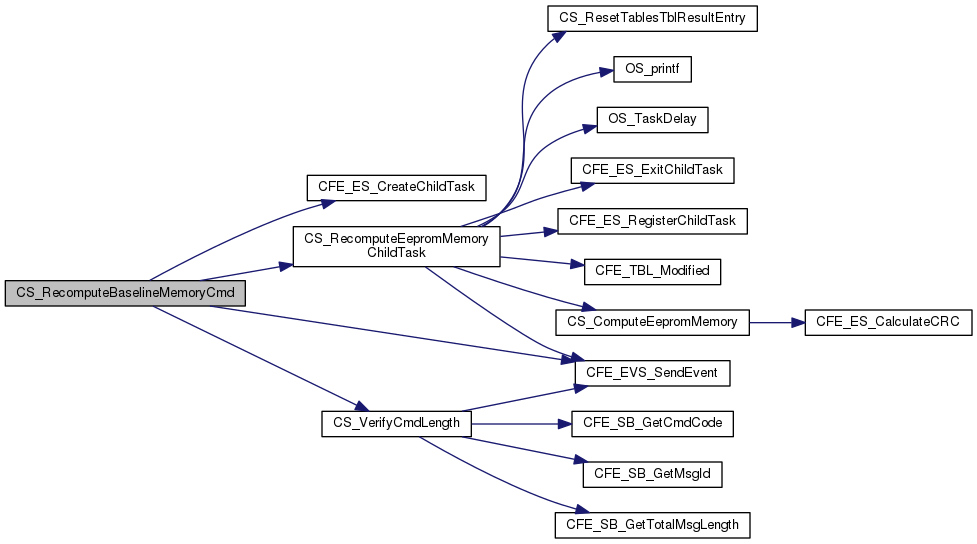 CS_ResetTablesTblResultEntry
OS_printf
OS_TaskDelay
CFE_ES_ExitChildTask
CFE_ES_CreateChildTask
CFE_ES_RegisterChildTask
CS_RecomputeEepromMemory
ChildTask
CFE_TBL_Modified
CS_RecomputeBaselineMemoryCmd
CS_ComputeEepromMemory
CFE_ES_CalculateCRC
CFE_EVS_SendEvent
CS_VerifyCmdLength
CFE_SB_GetCmdCode
CFE_SB_GetMsgId
CFE_SB_GetTotalMsgLength